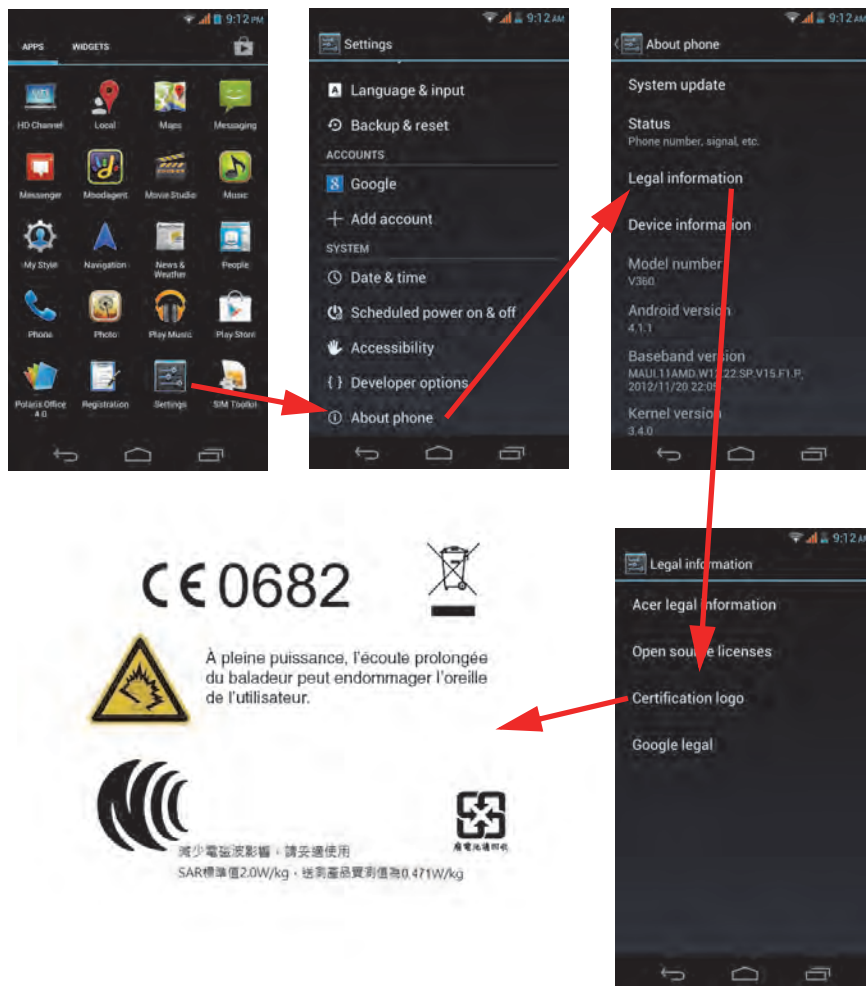 9:12 PM
APPS WIDGETS
HD Channel Local Maps Messaging
Messenger Moodagent Movie Studio Music
My Style Navigation News & Weather People
Phone Photo Play Music Play Store
Polaris Office 4.0 Registration Settings SIM Toolkit
9:12 AM
Settings
A Language & input
Backup & reset
ACCOUNTS
8 Google
Add account
SYSTEM
Date & time
Scheduled power on & off
Accessibility
{ } Developer options
About phone
9:12 AM
About phone
System update
Status
Phone number, signal, etc.
Legal information
Device information
Model number
V360
Android version
4.1.1
Baseband version
MAUI.11AMD.W12.22.SP.V15.F1.P,
2012/11/20 22:05
Kernel version
3.4.0
CE 0682
À pleine puissance, l'écoute prolongée
du baladeur peut endommager l'oreille
de l'utilisateur.
減少電磁波影響，請妥適使用
SAR標準值2.0W/kg，送測產品實測值為0.471W/kg
廢電池請回收
9:12 AM
Legal information
Acer legal information
Open source licenses
Certification logo
Google legal